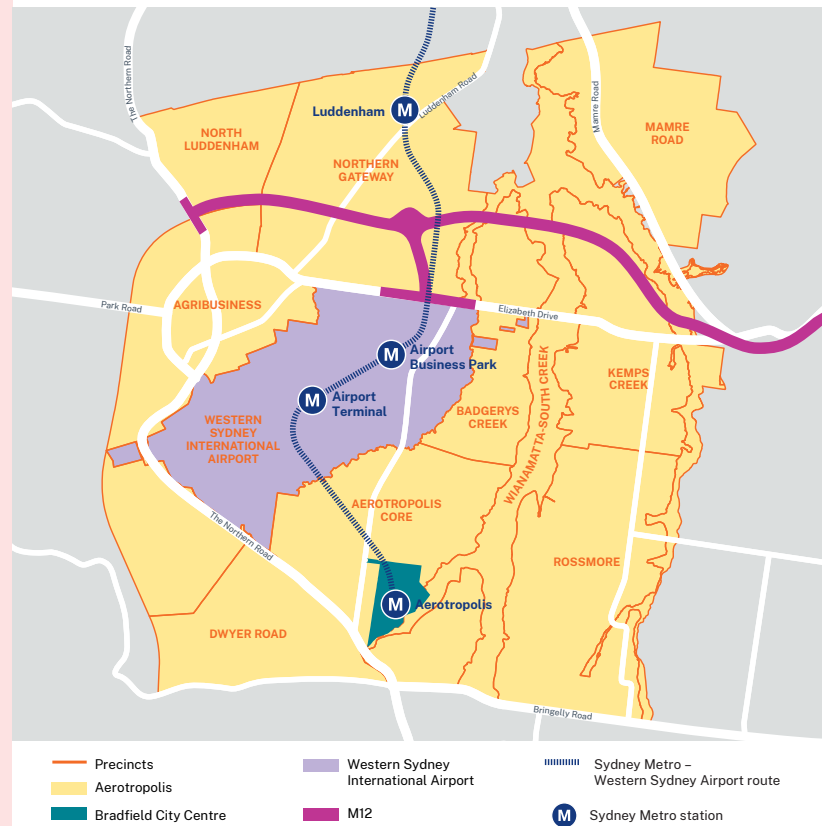 The Northern Road
Luddenham
M
Luddenham Road
Mamre Road
NORTH
LUDDENHAM
MAMRE
ROAD
NORTHERN
GATEWAY
Park Road
AGRIBUSINESS
Elizabeth Drive
M
Airport
Business Park
KEMPS
CREEK
M
Airport
Terminal
BADGERYS
CREEK
WIANAMATTA-SOUTH CREEK
WESTERN
SYDNEY
INTERNATIONAL
AIRPORT
AEROTROPOLIS
CORE
The Northern Road
ROSSMORE
M
Aerotropolis
DWYER ROAD
Bringelly Road
Precincts
Aerotropolis
Bradfield City Centre
Western Sydney
International Airport
M12
Sydney Metro –
Western Sydney Airport route
M
Sydney Metro station